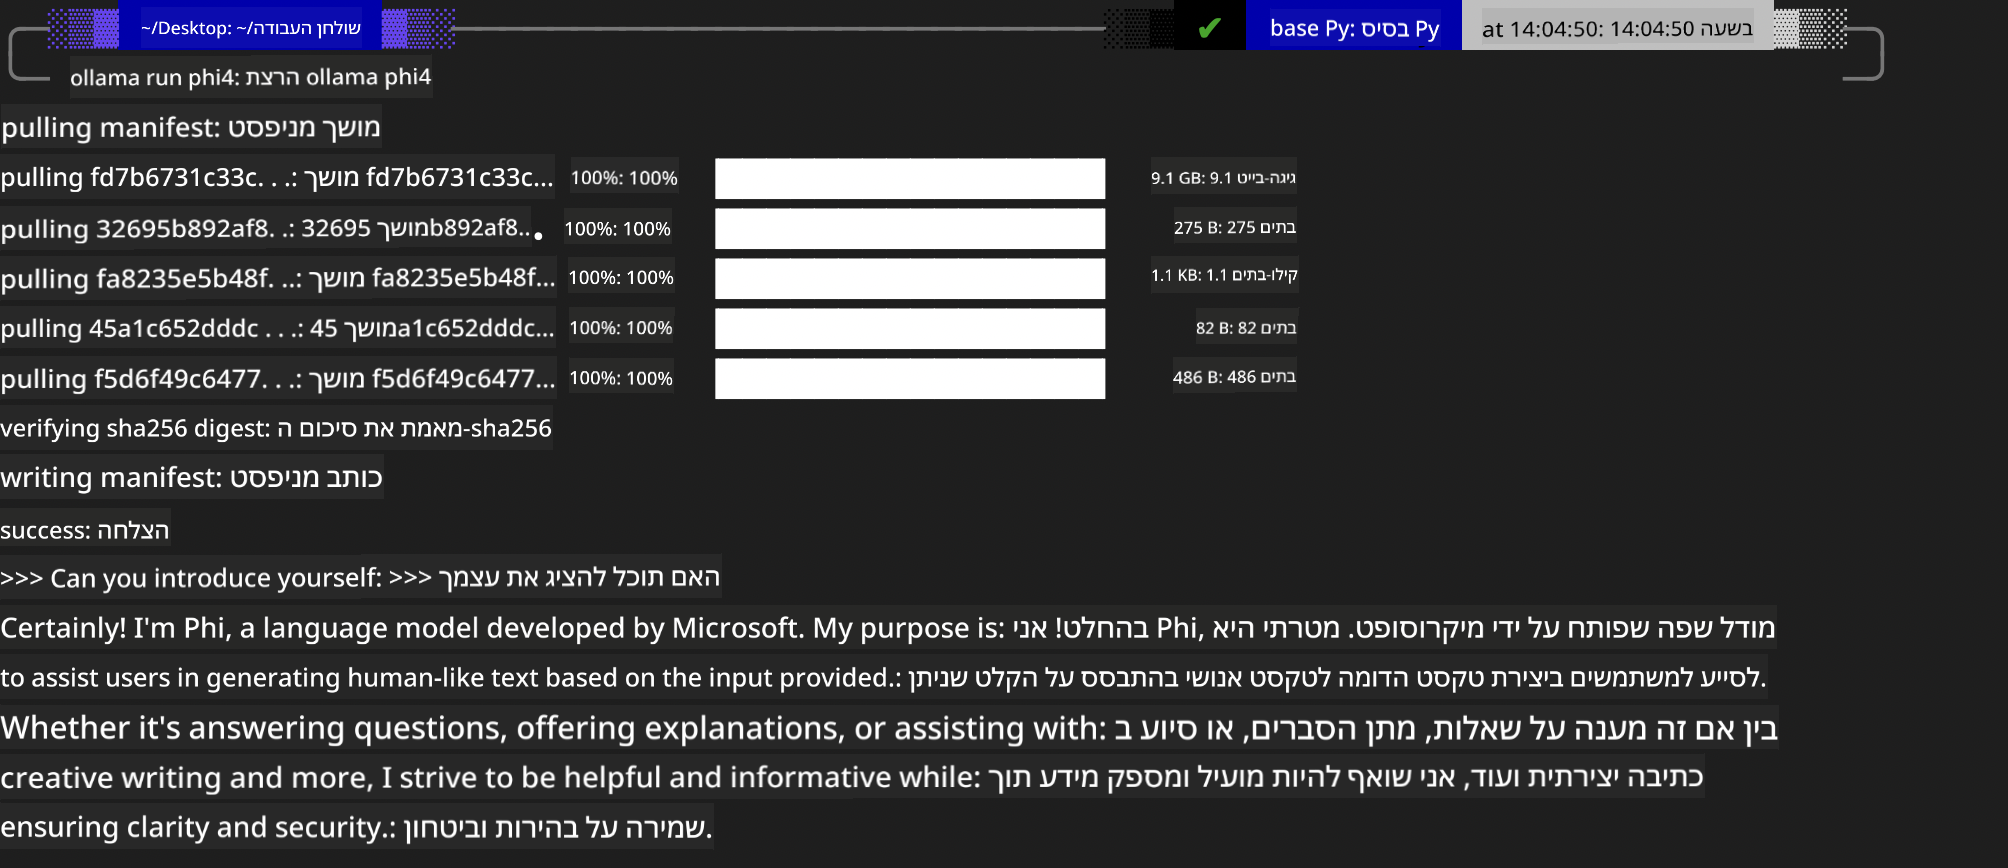 ~/Desktop: ~/שולחן העבודה
✔ base Py: בסיס Py at 14:04:50: בשעה 14:04:50
ollama run phi4: הרצת ollama phi4
pulling manifest: מושך מניפסט
pulling fd7b6731c33c. . .: מושך fd7b6731c33c... 100%: 100% 9.1 GB: 9.1 גיגה-בייט
pulling 32695b892af8. .: מושך 32695b892af8... 100%: 100% 275 B: 275 בתים
pulling fa8235e5b48f. ..: מושך fa8235e5b48f... 100%: 100% 1.1 KB: 1.1 קילו-בתים
pulling 45a1c652dddc . . .: מושך 45a1c652dddc... 100%: 100% 82 B: 82 בתים
pulling f5d6f49c6477. . .: מושך f5d6f49c6477... 100%: 100% 486 B: 486 בתים
verifying sha256 digest: מאמת את סיכום ה-sha256
writing manifest: כותב מניפסט
success: הצלחה
>>> Can you introduce yourself: >>> האם תוכל להציג את עצמך
Certainly! I'm Phi, a language model developed by Microsoft. My purpose is: בהחלט! אני Phi, מודל שפה שפותח על ידי מיקרוסופט. מטרתי היא
to assist users in generating human-like text based on the input provided.: לסייע למשתמשים ביצירת טקסט הדומה לטקסט אנושי בהתבסס על הקלט שניתן.
Whether it's answering questions, offering explanations, or assisting with: בין אם זה מענה על שאלות, מתן הסברים, או סיוע ב
creative writing and more, I strive to be helpful and informative while: כתיבה יצירתית ועוד, אני שואף להיות מועיל ומספק מידע תוך
ensuring clarity and security.: שמירה על בהירות וביטחון.